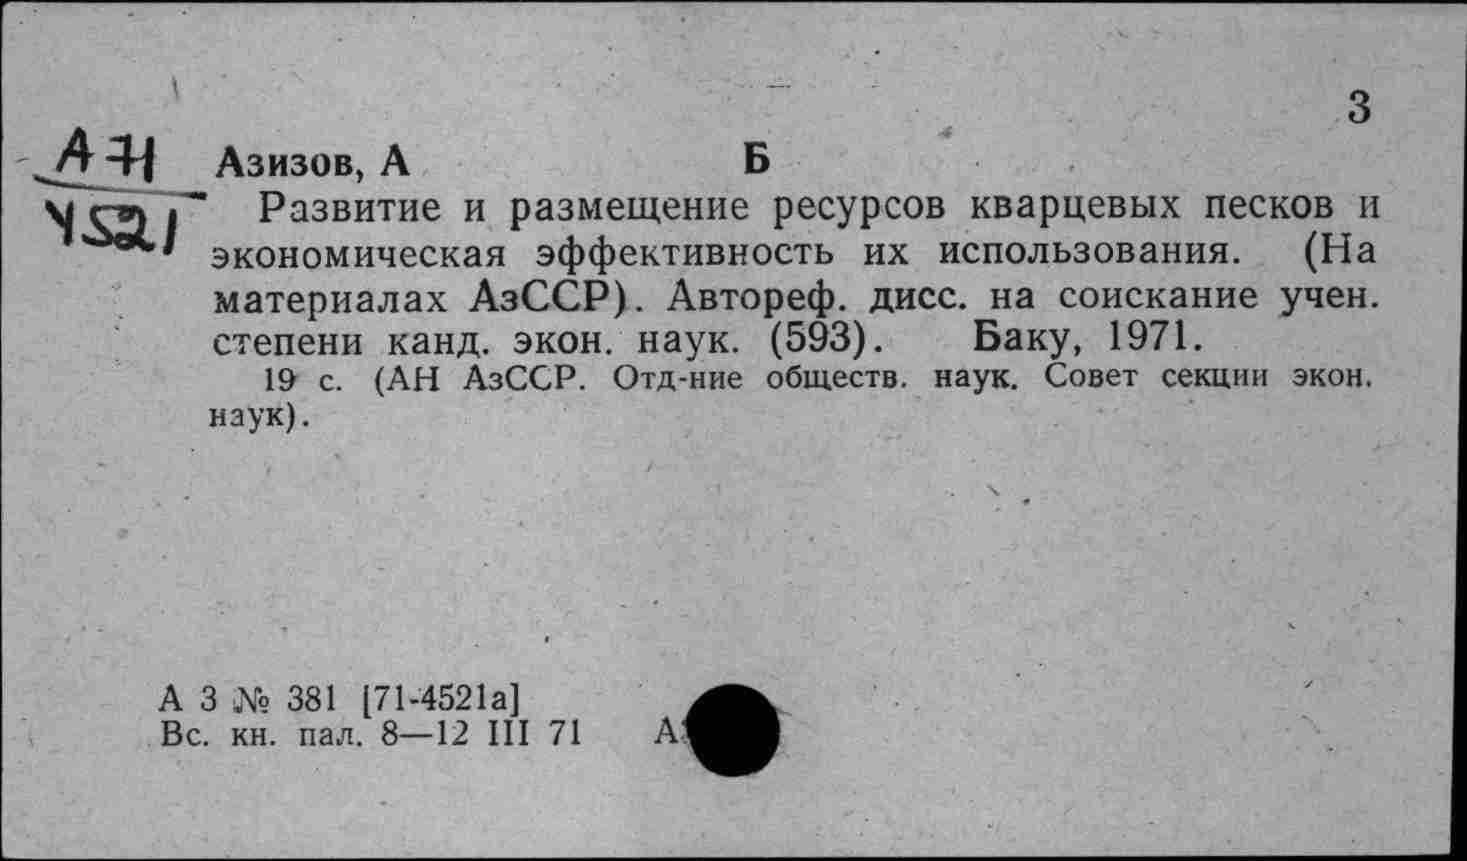 3
А 71
4521
Азизов, А Б
Развитие и размещение ресурсов кварцевых песков и
экономическая эффективность их использования. (На
материалах АзССР). Автореф. дисс. на соискание учен.
степени канд. экон. наук. (593). Баку, 1971.
19 с. (АН АзССР. Отд-ние обществ. наук. Совет секции экон.
наук).
А 3 № 381 [71-4521а]
Вс. кн. пал. 8—12 III 71